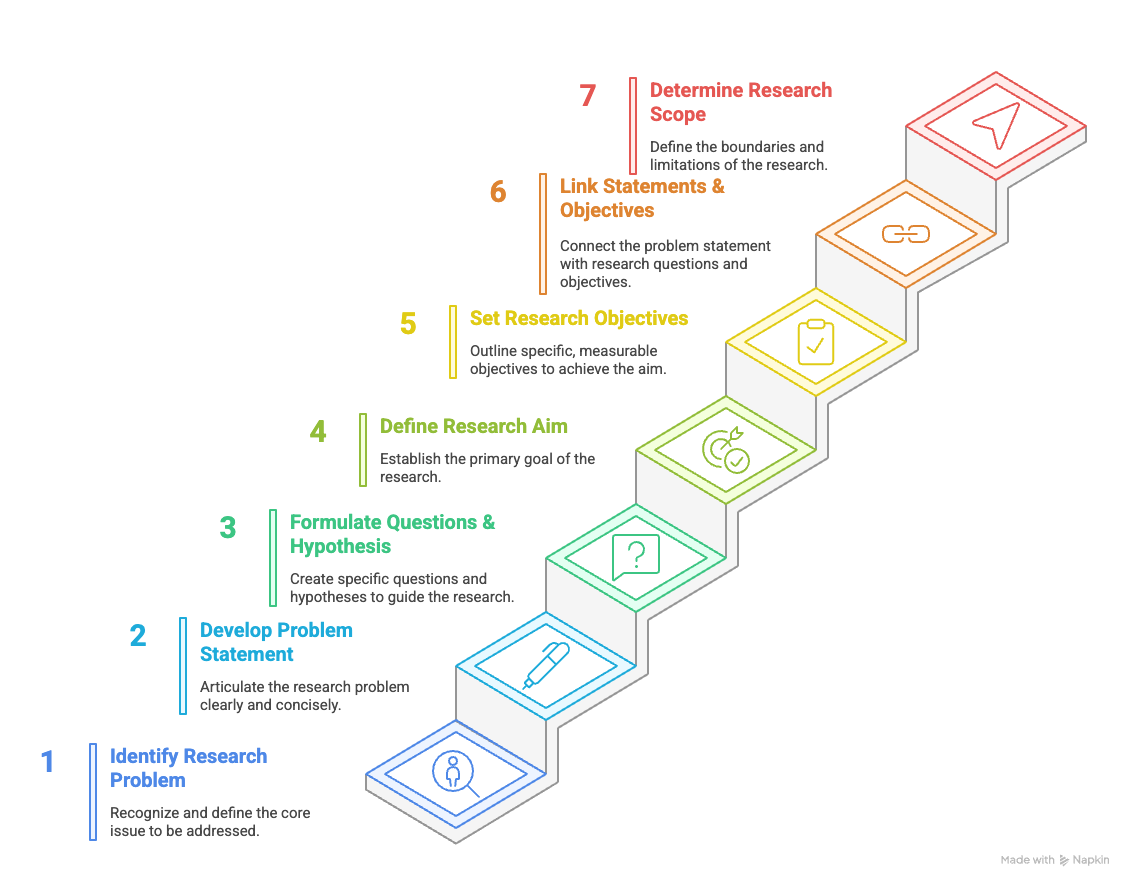 7
Determine Research
Scope
Define the boundaries and
limitations of the research.
6
Link Statements &
Objectives
Connect the problem statement
with research questions and
objectives.
5
Set Research Objectives
Outline specific, measurable
objectives to achieve the aim.
4
Define Research Aim
Establish the primary goal of the
research.
3
Formulate Questions &
Hypothesis
Create specific questions and
hypotheses to guide the research.
2
Develop Problem
Statement
Articulate the research problem
clearly and concisely.
1
Identify Research
Problem
Recognize and define the core
issue to be addressed.
?
Made with Napkin